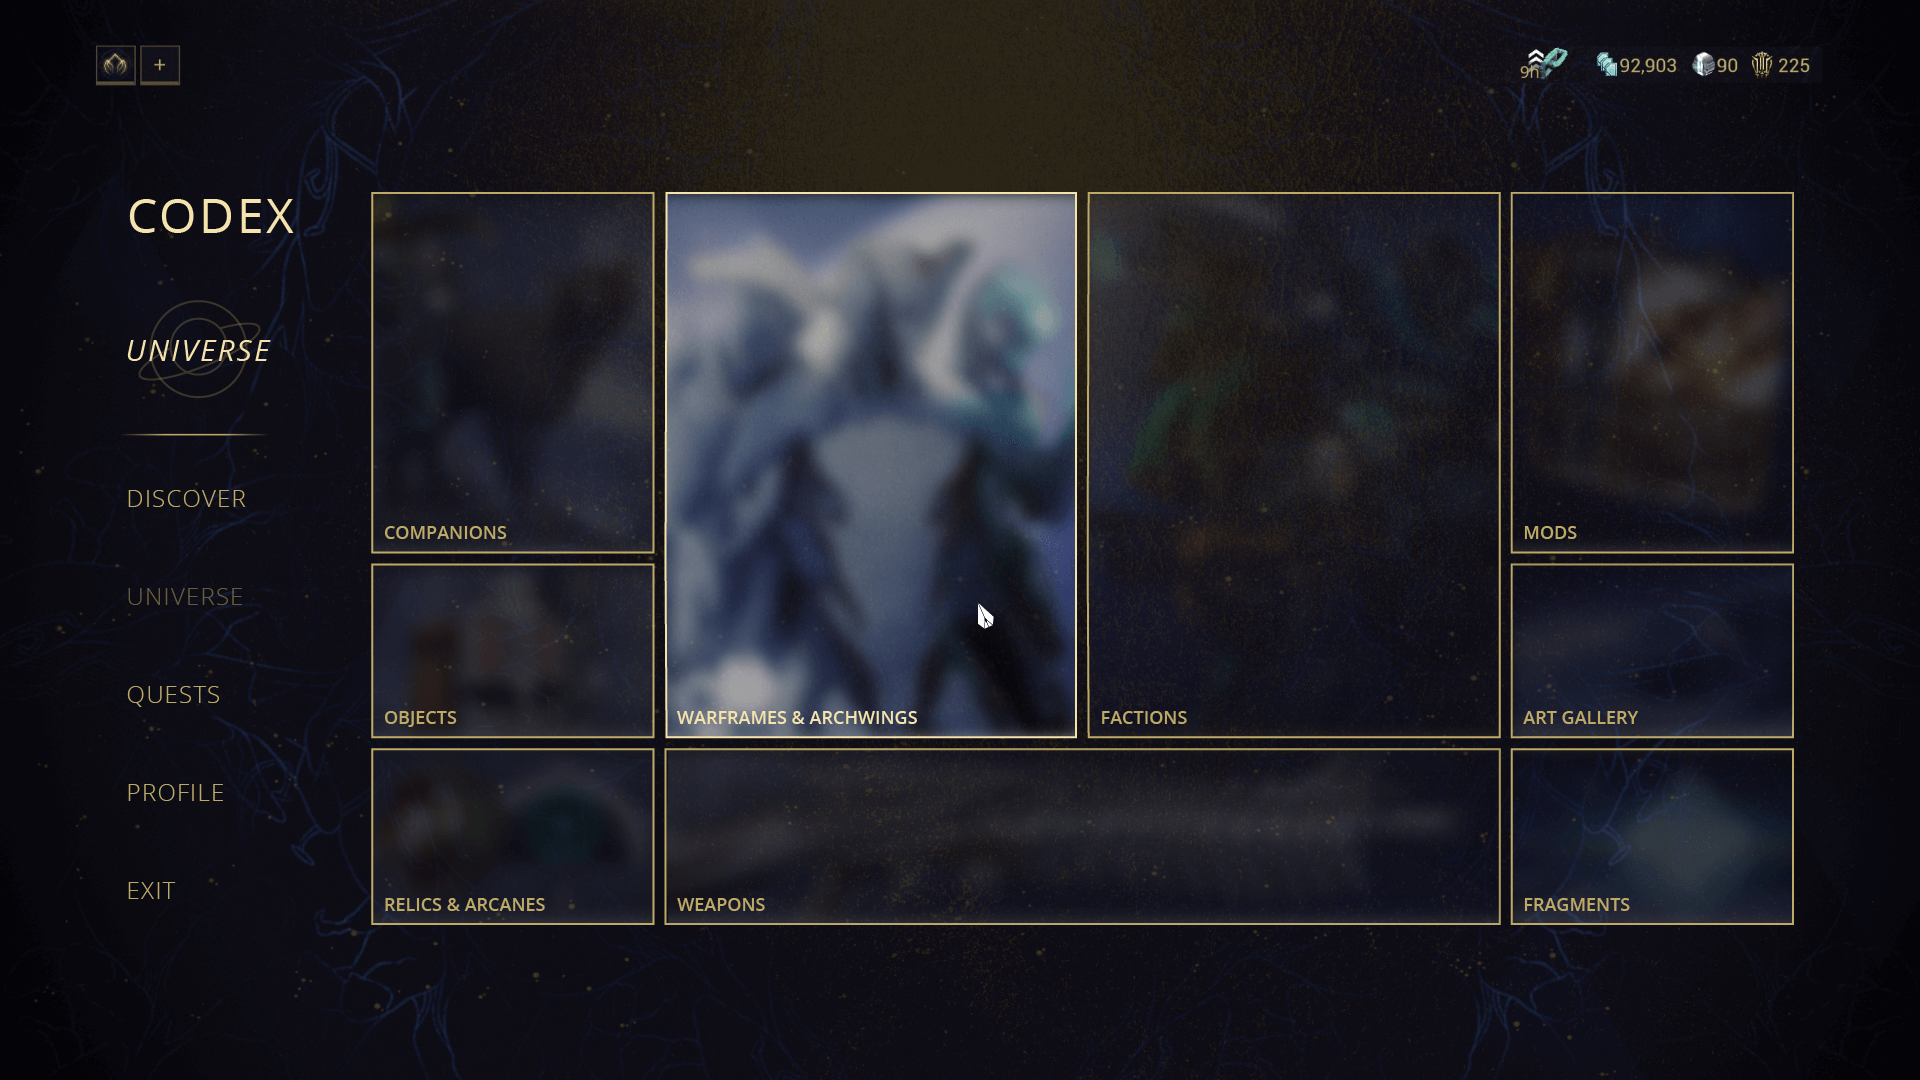 +
9h
92,903
90
225
CODEX
UNIVERSE
DISCOVER
UNIVERSE
QUESTS
PROFILE
EXIT
COMPANIONS
OBJECTS
RELICS & ARCANES
WARFRAMES & ARCHWINGS
FACTIONS
WEAPONS
MODS
ART GALLERY
FRAGMENTS